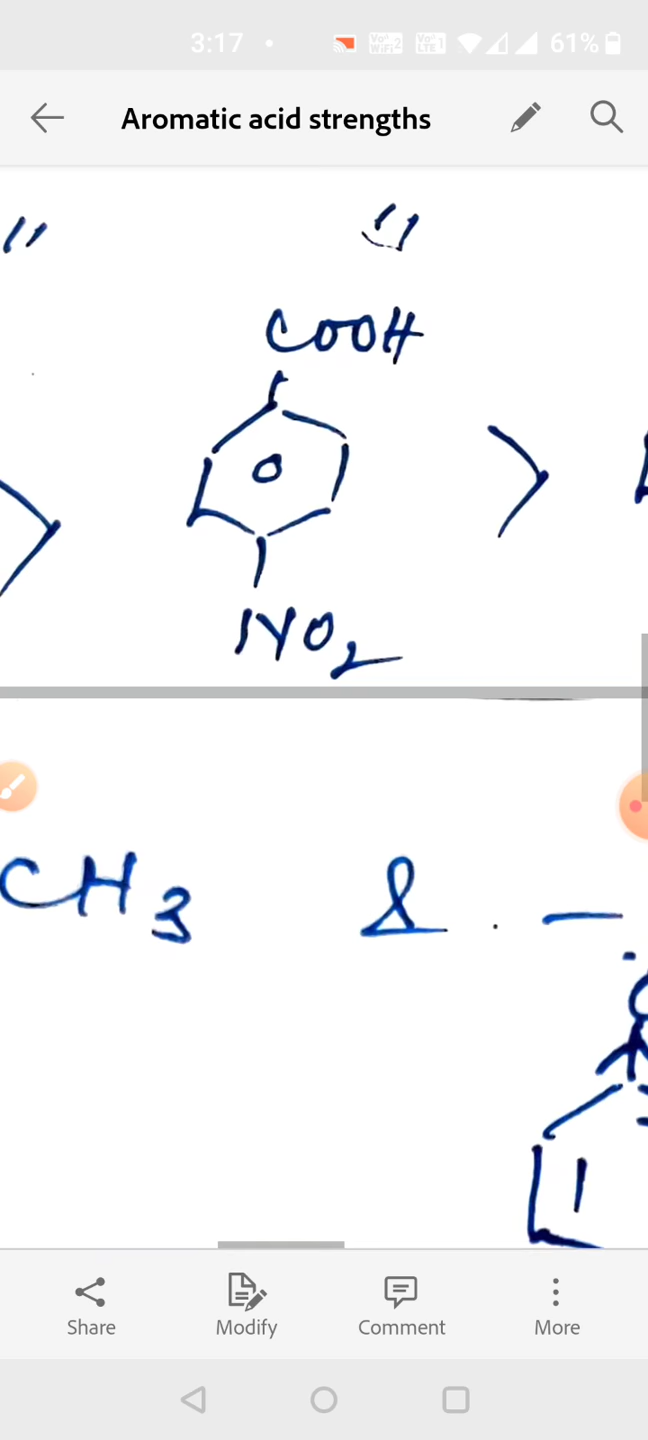 3:17 61%
Aromatic acid strengths
COOH
>
>
NO2
CH3 & . —
Share Modify Comment More